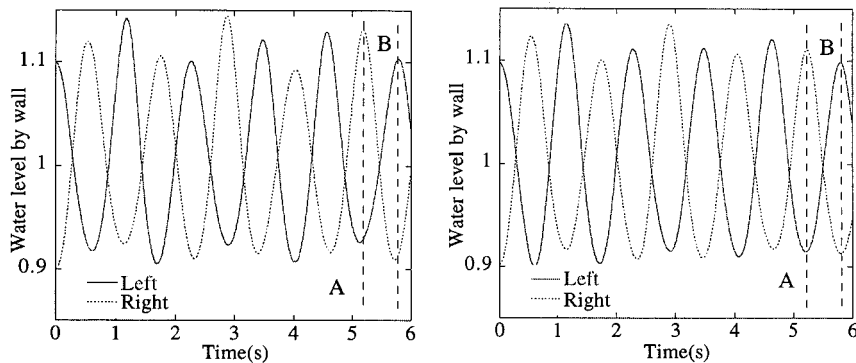 1.1
1
0.9
Water level by wall
B
A
Left
Right
0 1 2 3 4 5 6
Time(s)
1.1
1
0.9
Water level by wall
B
A
Left
Right
0 1 2 3 4 5 6
Time(s)